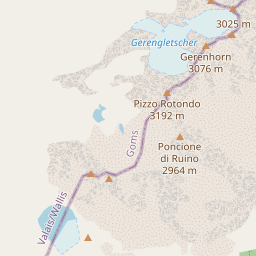 3025 m
Gerengletscher
Gerenhorn
3076 m
Pizzo Rotondo
3192 m
Goms
Poncione
di Ruino
2964 m
Valais/Wallis